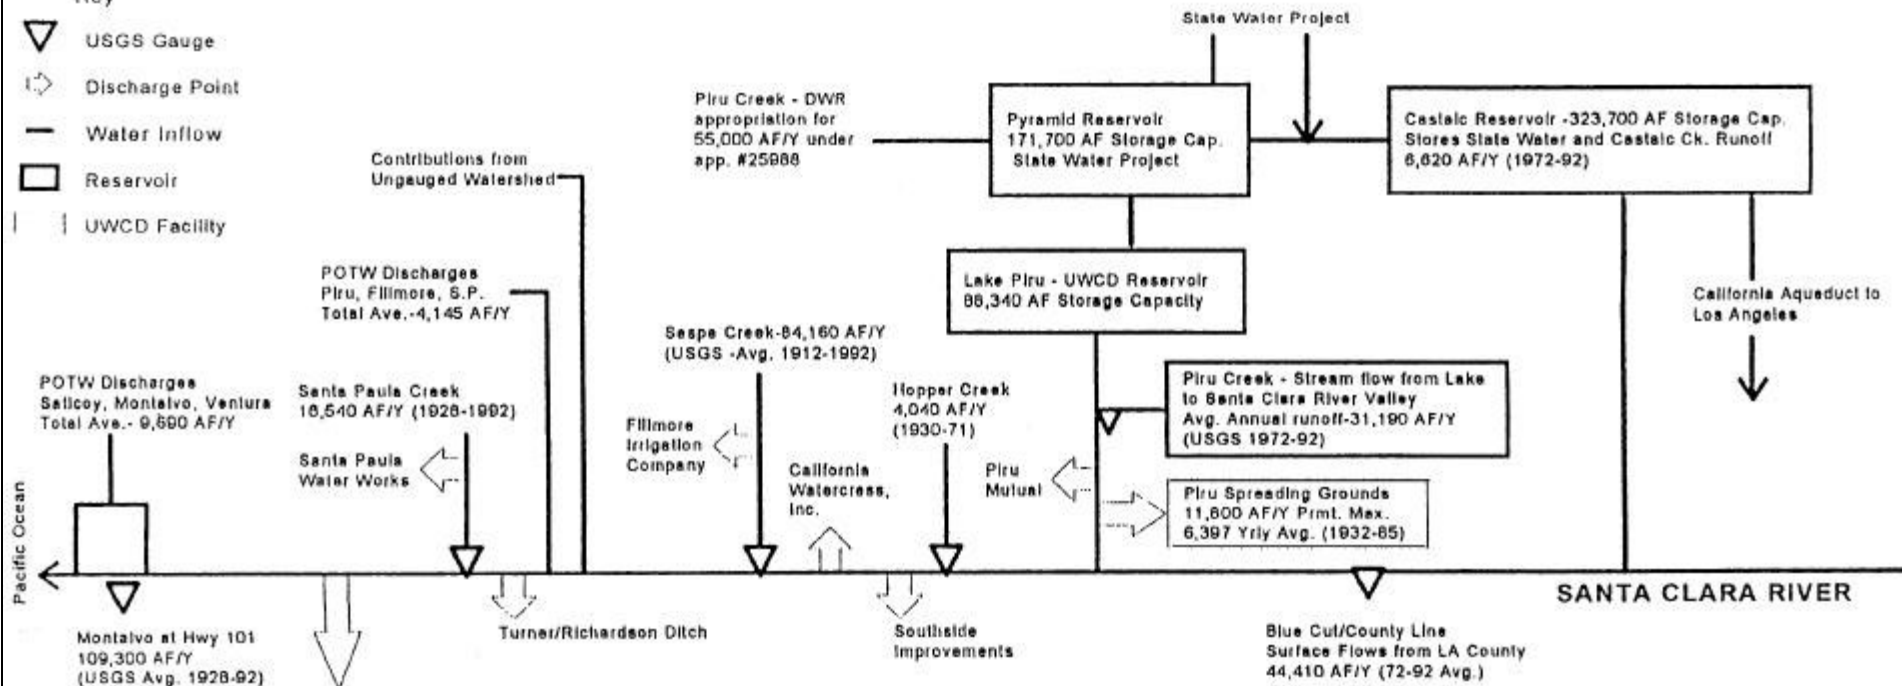 USGS Gauge
Discharge Point
Water Inflow
Reservoir
UWCD Facility
State Water Project
Piru Creek - DWR
appropriation for
55,000 AF/Y under
app. #25988
Pyramid Reservoir
171,700 AF Storage Cap.
State Water Project
Castaic Reservoir -323,700 AF Storage Cap.
Stores State Water and Castaic Ck. Runoff
6,620 AF/Y (1972-92)
Contributions from
Ungauged Watershed
POTW Discharges
Piru, Fillmore, S.P.
Total Ave.-4,145 AF/Y
Lake Piru - UWCD Reservoir
88,340 AF Storage Capacity
California Aqueduct to
Los Angeles
Sespe Creek-84,160 AF/Y
(USGS -Avg. 1912-1992)
POTW Discharges
Saticoy, Montalvo, Ventura
Total Ave.- 9,690 AF/Y
Santa Paula Creek
16,540 AF/Y (1928-1992)
Hopper Creek
4,040 AF/Y
(1930-71)
Piru Creek - Stream flow from Lake
to Santa Clara River Valley
Avg. Annual runoff-31,190 AF/Y
(USGS 1972-92)
Santa Paula
Water Works
Fillmore
Irrigation
Company
California
Watercress,
Inc.
Piru
Mutual
Piru Spreading Grounds
11,800 AF/Y Prmt. Max.
6,397 Yrly Avg. (1932-85)
Pacific Ocean
SANTA CLARA RIVER
Montalvo at Hwy 101
109,300 AF/Y
(USGS Avg. 1928-92)
Turner/Richardson Ditch
Southside
Improvements
Blue Cut/County Line
Surface Flows from LA County
44,410 AF/Y (72-92 Avg.)